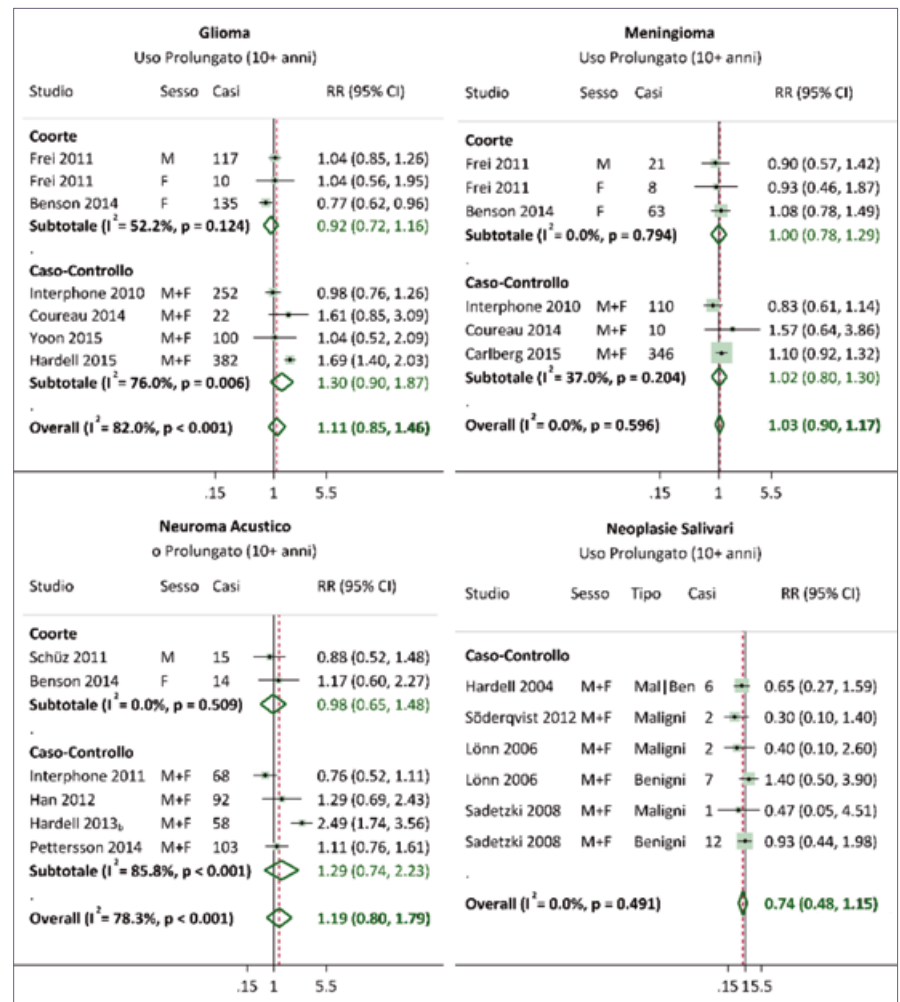 Glioma
Uso Prolungato (10+ anni)
Studio Sesso Casi RR (95% CI)
Coorte
Frei 2011 M 117 1.04 (0.85, 1.26)
Frei 2011 F 10 1.04 (0.56, 1.95)
Benson 2014 F 135 0.77 (0.62, 0.96)
Subtotale (I² = 52.2%, p = 0.124) 0.92 (0.72, 1.16)
.
Caso-Controllo
Interphone 2010 M+F 252 0.98 (0.76, 1.26)
Coureau 2014 M+F 22 1.61 (0.85, 3.09)
Yoon 2015 M+F 100 1.04 (0.52, 2.09)
Hardell 2015 M+F 382 1.69 (1.40, 2.03)
Subtotale (I² = 76.0%, p = 0.006) 1.30 (0.90, 1.87)
.
Overall (I² = 82.0%, p < 0.001) 1.11 (0.85, 1.46)
.15 1 5.5
Meningioma
Uso Prolungato (10+ anni)
Studio Sesso Casi RR (95% CI)
Coorte
Frei 2011 M 21 0.90 (0.57, 1.42)
Frei 2011 F 8 0.93 (0.46, 1.87)
Benson 2014 F 63 1.08 (0.78, 1.49)
Subtotale (I² = 0.0%, p = 0.794) 1.00 (0.78, 1.29)
.
Caso-Controllo
Interphone 2010 M+F 110 0.83 (0.61, 1.14)
Coureau 2014 M+F 10 1.57 (0.64, 3.86)
Carlberg 2015 M+F 346 1.10 (0.92, 1.32)
Subtotale (I² = 37.0%, p = 0.204) 1.02 (0.80, 1.30)
.
Overall (I² = 0.0%, p = 0.596) 1.03 (0.90, 1.17)
.15 1 5.5
Neuroma Acustico
o Prolungato (10+ anni)
Studio Sesso Casi RR (95% CI)
Coorte
Schüz 2011 M 15 0.88 (0.52, 1.48)
Benson 2014 F 14 1.17 (0.60, 2.27)
Subtotale (I² = 0.0%, p = 0.509) 0.98 (0.65, 1.48)
.
Caso-Controllo
Interphone 2011 M+F 68 0.76 (0.52, 1.11)
Han 2012 M+F 92 1.29 (0.69, 2.43)
Hardell 2013b M+F 58 2.49 (1.74, 3.56)
Pettersson 2014 M+F 103 1.11 (0.76, 1.61)
Subtotale (I² = 85.8%, p < 0.001) 1.29 (0.74, 2.23)
.
Overall (I² = 78.3%, p < 0.001) 1.19 (0.80, 1.79)
.15 1 5.5
Neoplasie Salivari
Uso Prolungato (10+ anni)
Studio Sesso Tipo Casi RR (95% CI)
Caso-Controllo
Hardell 2004 M+F Mal|Ben 6 0.65 (0.27, 1.59)
Söderqvist 2012 M+F Maligni 2 0.30 (0.10, 1.40)
Lönn 2006 M+F Maligni 2 0.40 (0.10, 2.60)
Lönn 2006 M+F Benigni 7 1.40 (0.50, 3.90)
Sadetzki 2008 M+F Maligni 1 0.47 (0.05, 4.51)
Sadetzki 2008 M+F Benigni 12 0.93 (0.44, 1.98)
.
Overall (I² = 0.0%, p = 0.491) 0.74 (0.48, 1.15)
.15 1 5.5